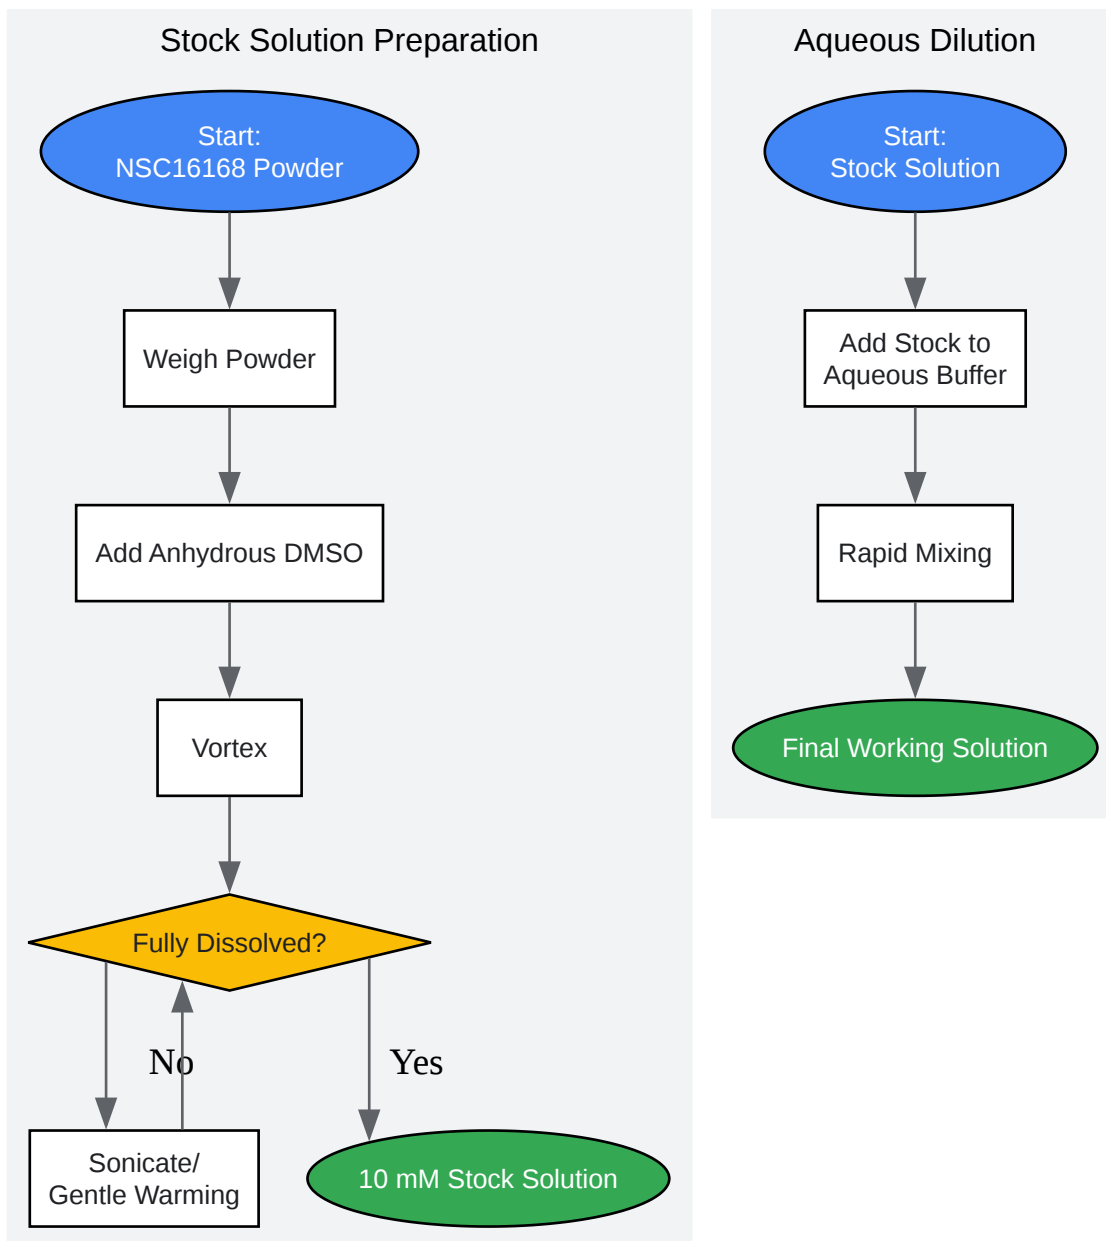 Stock Solution Preparation
Start:
NSC16168 Powder
Weigh Powder
Add Anhydrous DMSO
Vortex
Fully Dissolved?
No
Yes
Sonicate/
Gentle Warming
10 mM Stock Solution
Aqueous Dilution
Start:
Stock Solution
Add Stock to
Aqueous Buffer
Rapid Mixing
Final Working Solution